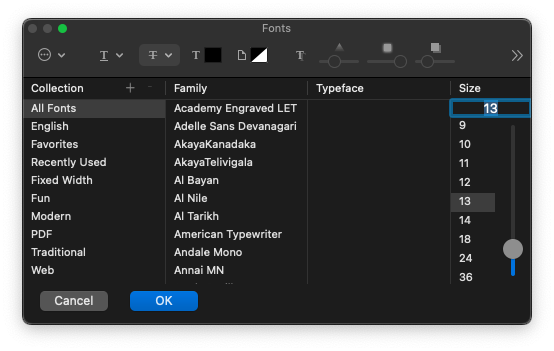 Fonts
T T T T
Collection + - Family Typeface Size
All Fonts Academy Engraved LET 13
English Adelle Sans Devanagari 9
Favorites AkayaKanadaka 10
Recently Used AkayaTelivigala 11
Fixed Width Al Bayan 12
Fun Al Nile 13
Modern Al Tarikh 14
PDF American Typewriter 18
Traditional Andale Mono 24
Web Annai MN 36
Cancel OK